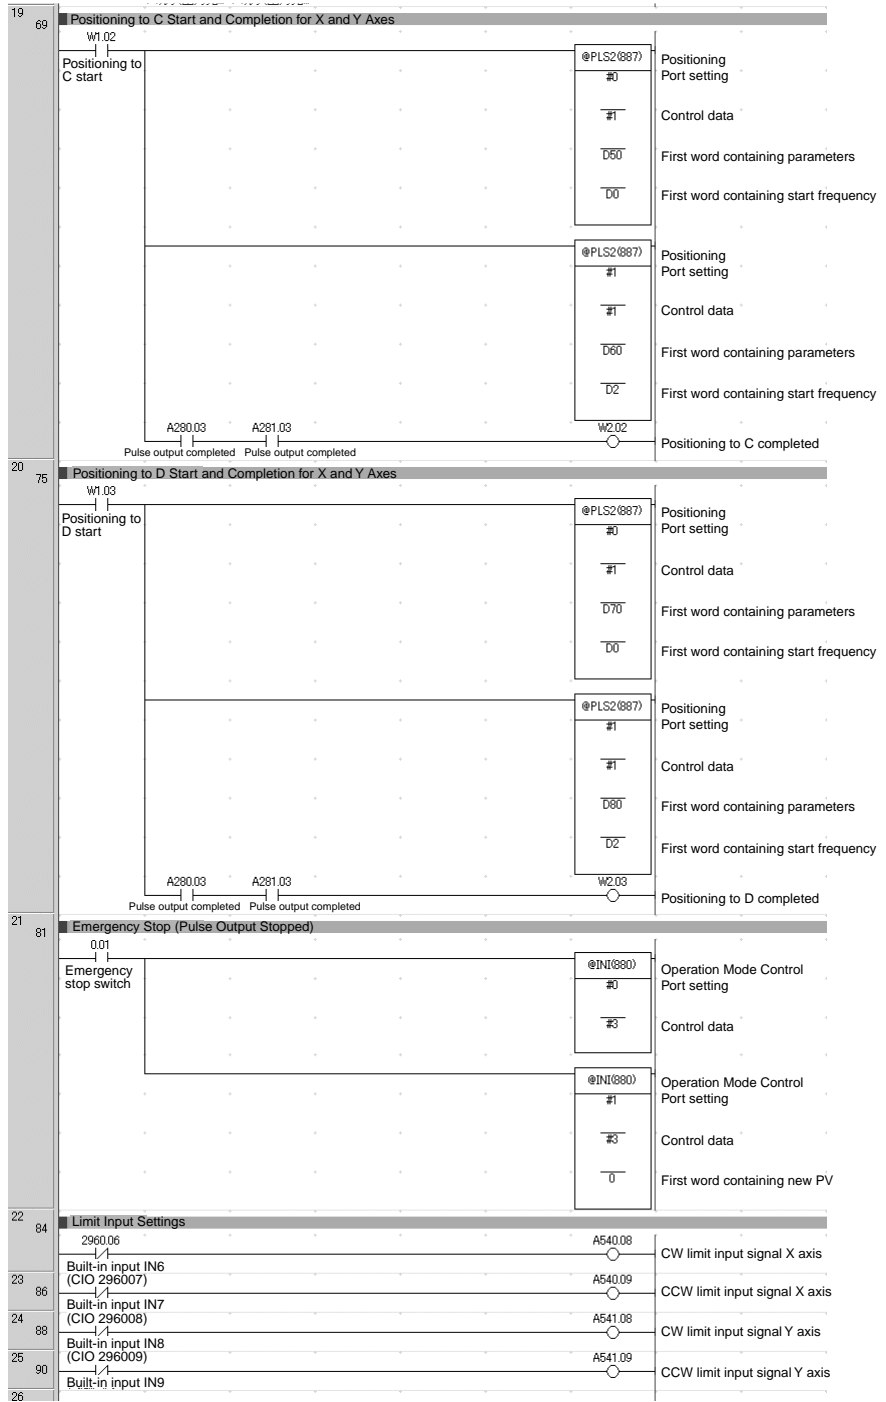 19
69
Positioning to C Start and Completion for X and Y Axes
W1.02
Positioning to
C start
@PLS2(887)
Positioning
#0
Port setting
#1
Control data
D50
First word containing parameters
D0
First word containing start frequency
@PLS2(887)
Positioning
#1
Port setting
#1
Control data
D60
First word containing parameters
D2
First word containing start frequency
A280.03 A281.03 W2.02
Pulse output completed Pulse output completed
Positioning to C completed
20
75
Positioning to D Start and Completion for X and Y Axes
W1.03
Positioning to
D start
@PLS2(887)
Positioning
#0
Port setting
#1
Control data
D70
First word containing parameters
D0
First word containing start frequency
@PLS2(887)
Positioning
#1
Port setting
#1
Control data
D80
First word containing parameters
D2
First word containing start frequency
A280.03 A281.03 W2.03
Pulse output completed Pulse output completed
Positioning to D completed
21
81
Emergency Stop (Pulse Output Stopped)
0.01
Emergency
stop switch
@INI(880)
Operation Mode Control
#0
Port setting
#3
Control data
@INI(880)
Operation Mode Control
#1
Port setting
#3
Control data
0
First word containing new PV
22
84
Limit Input Settings
2960.06 A540.08
CW limit input signal X axis
Built-in input IN6
23
86
(CIO 296007) A540.09
CCW limit input signal X axis
Built-in input IN7
24
88
(CIO 296008) A541.08
CW limit input signal Y axis
Built-in input IN8
25
90
(CIO 296009) A541.09
CCW limit input signal Y axis
Built-in input IN9
26